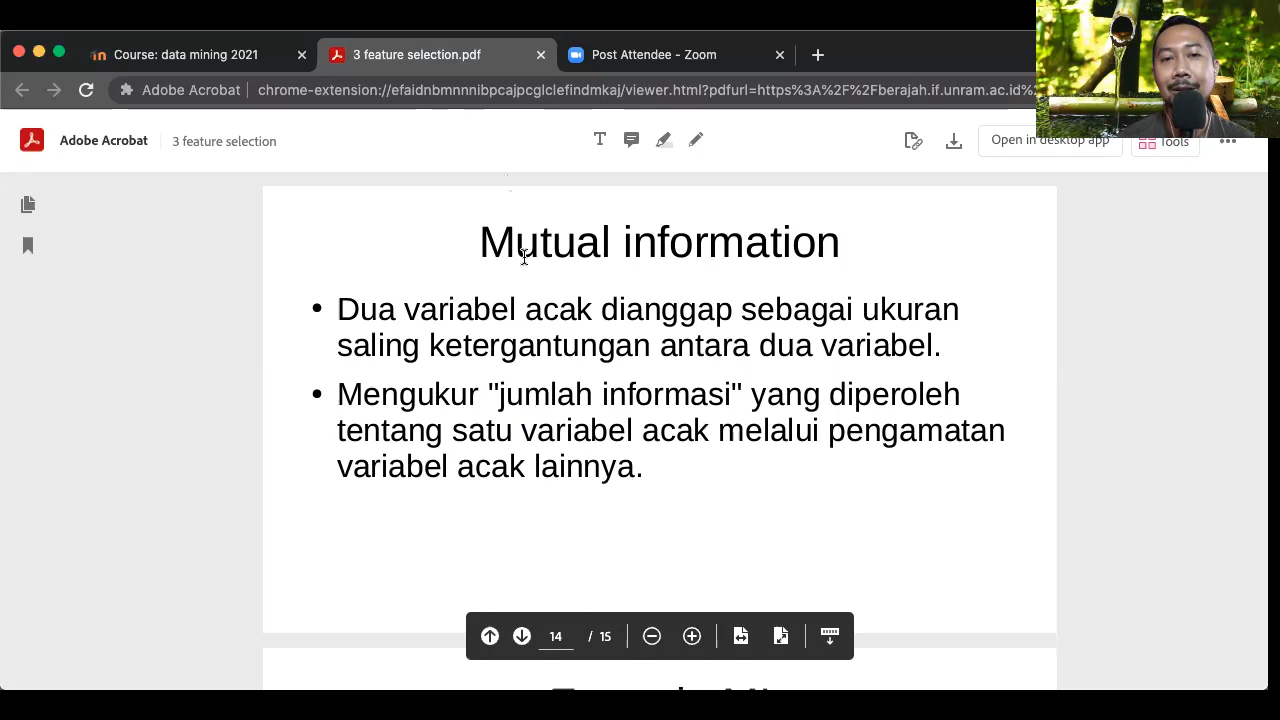 Course: data mining 2021
3 feature selection.pdf
Post Attendee - Zoom
Adobe Acrobat
chrome-extension://efaidnbmnnnibpcajpcglclefindmkaj/viewer.html?pdfurl=https%3A%2F%2Fberajah.if.unram.ac.id%
Adobe Acrobat
3 feature selection
Open in desktop app
Tools
Mutual information
• Dua variabel acak dianggap sebagai ukuran
saling ketergantungan antara dua variabel.
• Mengukur "jumlah informasi" yang diperoleh
tentang satu variabel acak melalui pengamatan
variabel acak lainnya.
14 / 15